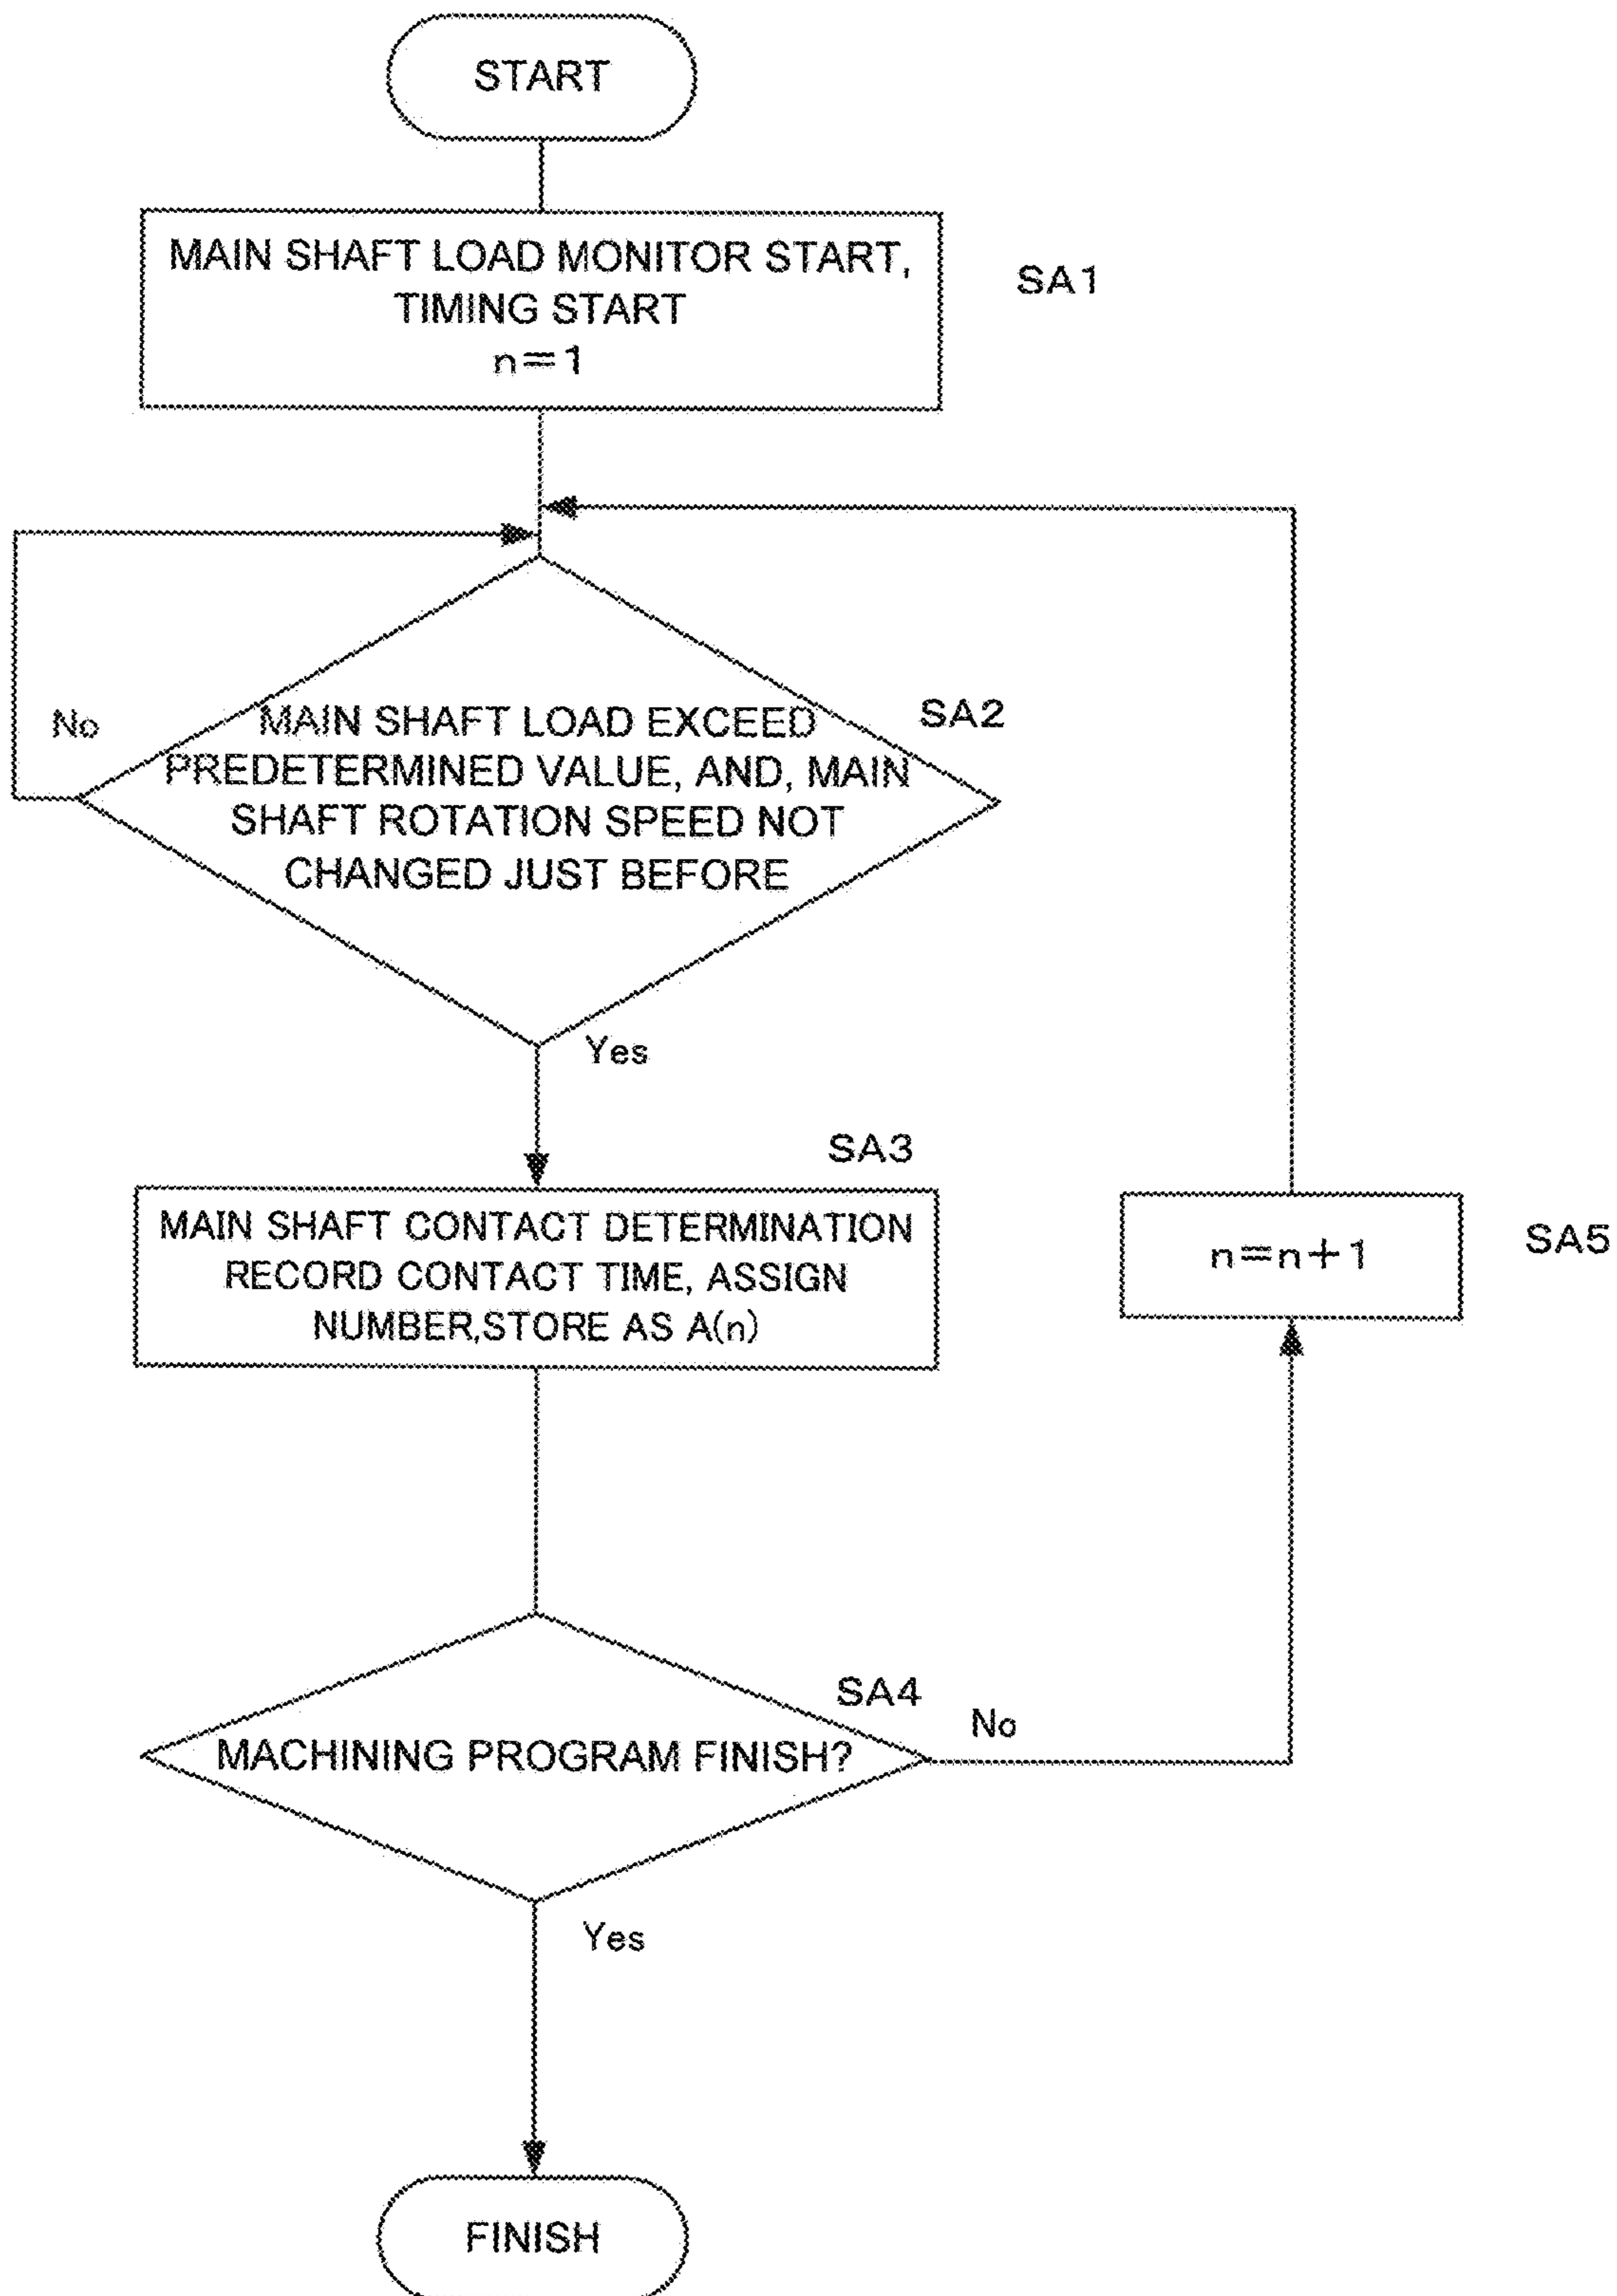 START
MAIN SHAFT LOAD MONITOR START,
TIMING START
n=1
SA1
No
MAIN SHAFT LOAD EXCEED
PREDETERMINED VALUE, AND, MAIN
SHAFT ROTATION SPEED NOT
CHANGED JUST BEFORE
SA2
Yes
SA3
MAIN SHAFT CONTACT DETERMINATION
RECORD CONTACT TIME, ASSIGN
NUMBER,STORE AS A(n)
n=n+1
SA5
SA4
MACHINING PROGRAM FINISH?
No
Yes
FINISH